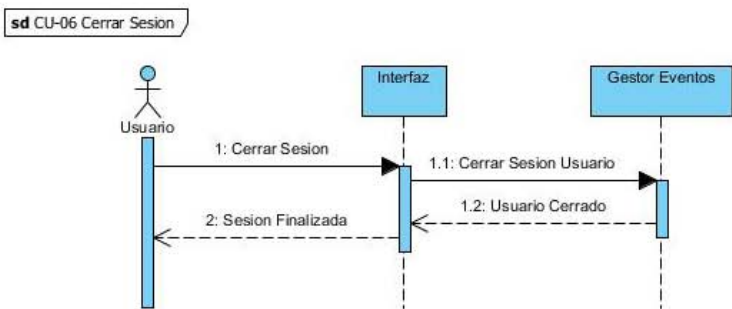 sd CU-06 Cerrar Sesion
Interfaz
Gestor Eventos
Usuario
1: Cerrar Sesion
1.1: Cerrar Sesion Usuario
1.2: Usuario Cerrado
2: Sesion Finalizada